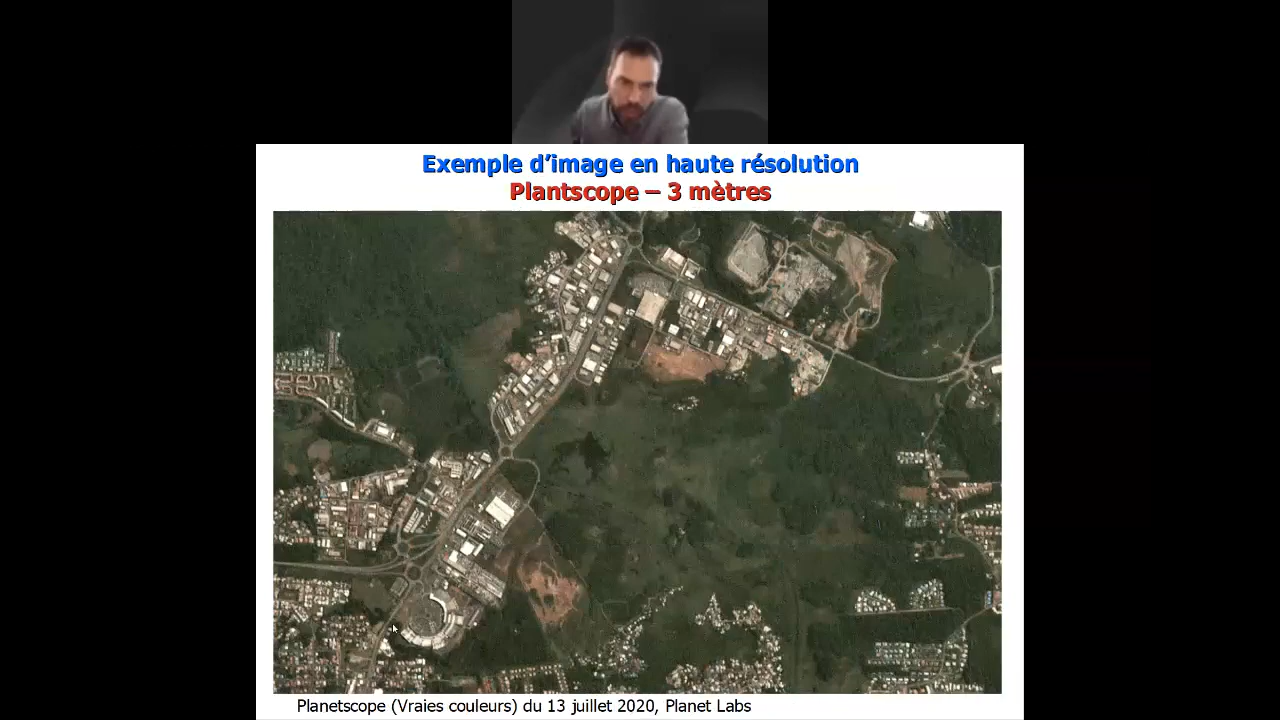 Exemple d’image en haute résolution
Plantscope – 3 mètres
Planetscope (Vraies couleurs) du 13 juillet 2020, Planet Labs